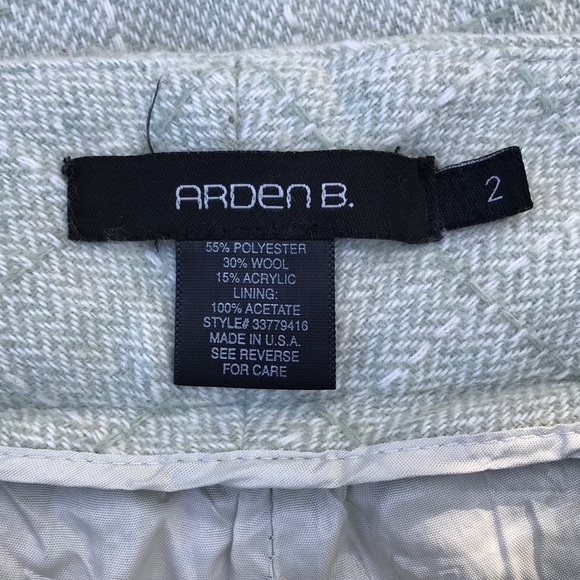 ARDEN B.
2
55% POLYESTER
30% WOOL
15% ACRYLIC
LINING:
100% ACETATE
STYLE# 33779416
MADE IN U.S.A.
SEE REVERSE
FOR CARE